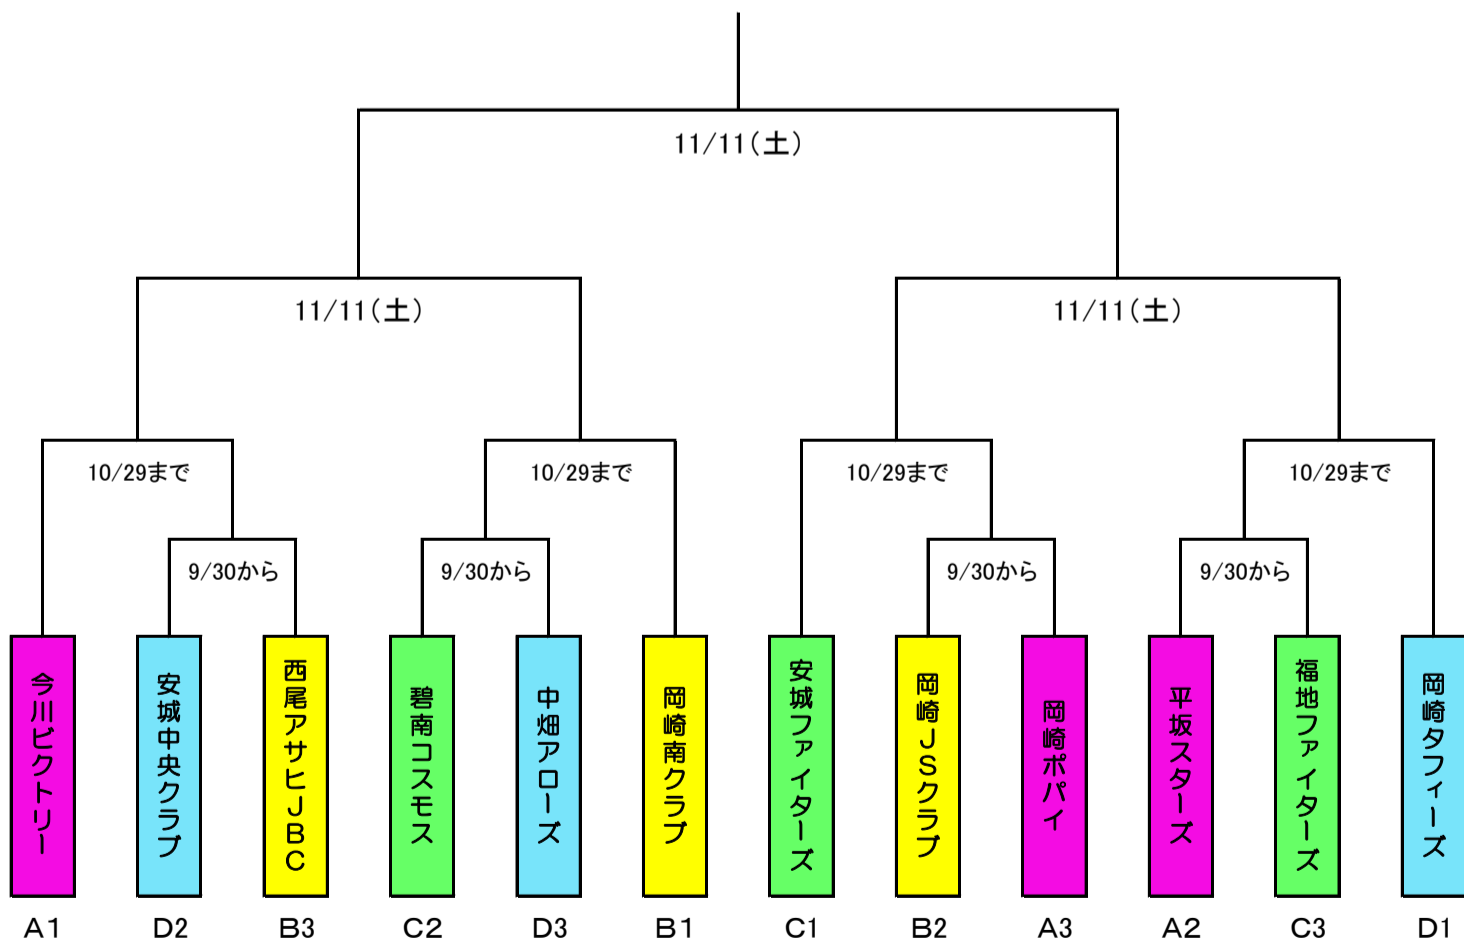 11/11(土)
11/11(土)
11/11(土)
10/29まで
10/29まで
10/29まで
10/29まで
9/30から
9/30から
9/30から
9/30から
今川ビクトリー
安城中央クラブ
西尾アサヒJBC
碧南コスモス
中畑アローズ
岡崎南クラブ
安城ファイターズ
岡崎JSクラブ
岡崎ポパイ
平坂スターズ
福地ファイターズ
岡崎タフィーズ
A1
D2
B3
C2
D3
B1
C1
B2
A3
A2
C3
D1